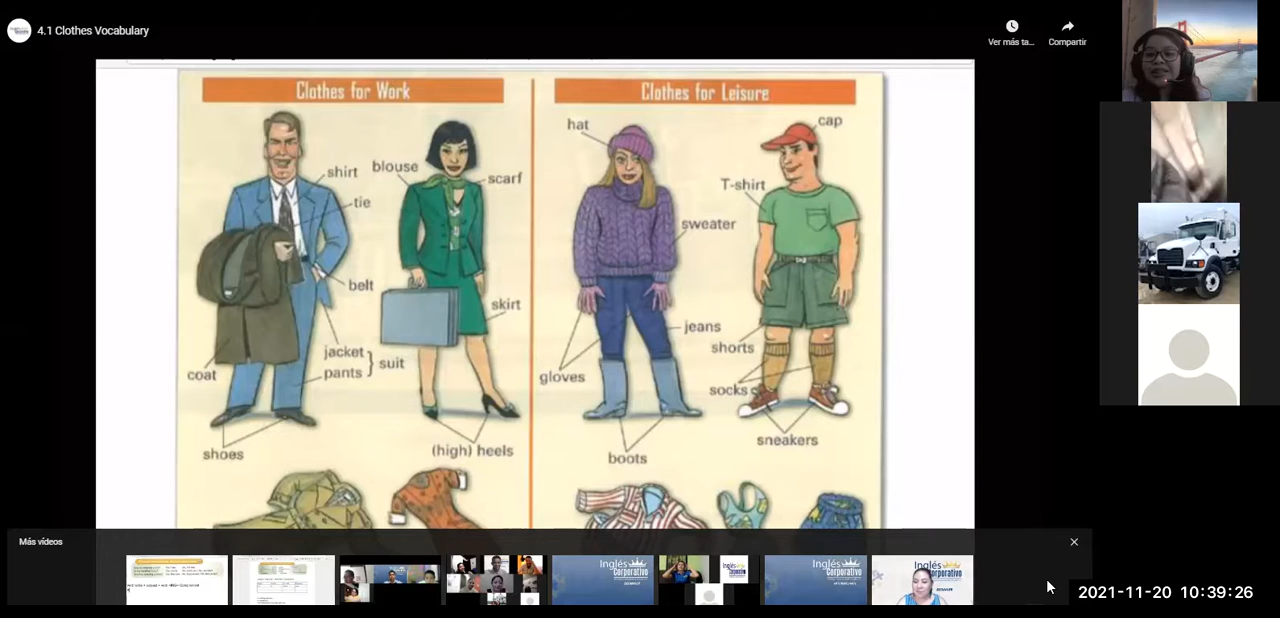 4.1 Clothes Vocabulary
Ver más ta...
Compartir
Clothes for Work
Clothes for Leisure
hat
cap
shirt
blouse
scarf
T-shirt
tie
sweater
belt
skirt
jeans
jacket
pants
suit
shorts
coat
gloves
socks
shoes
(high) heels
boots
sneakers
Más vídeos
Inglés
Corporativo
Inglés
Corporativo
2021-11-20 10:39:26